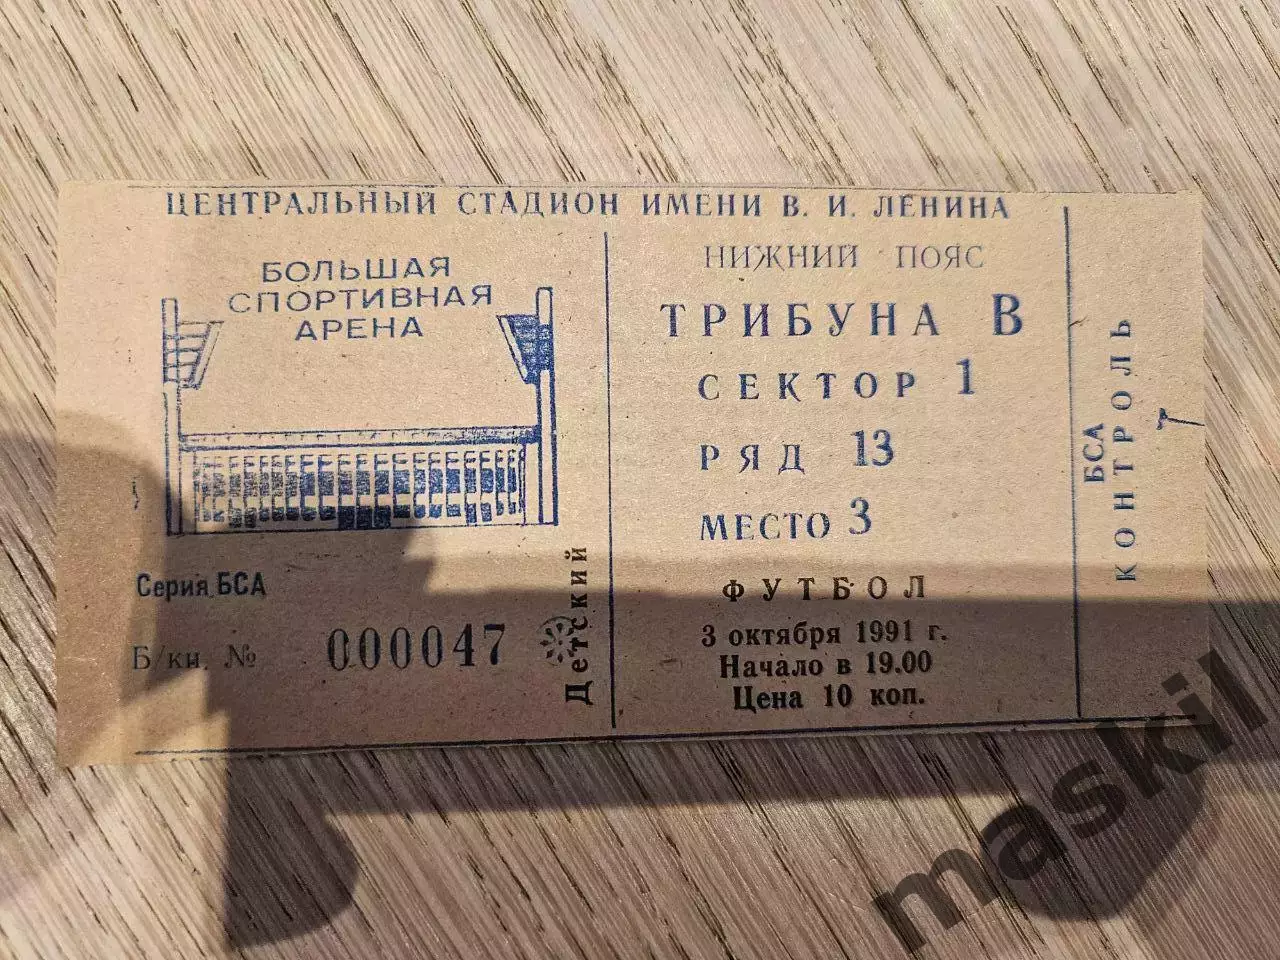 ЦЕНТРАЛЬНЫЙ СТАДИОН ИМЕНИ В. И. ЛЕНИНА
БОЛЬШАЯ
СПОРТИВНАЯ
АРЕНА
Серия БСА
Б/кн. № 000047
Детский
НИЖНИЙ ПОЯС
ТРИБУНА В
СЕКТОР 1
РЯД 13
МЕСТО 3
ФУТБОЛ
3 октября 1991 г.
Начало в 19.00
Цена 10 коп.
БСА
КОНТРОЛЬ
maskil